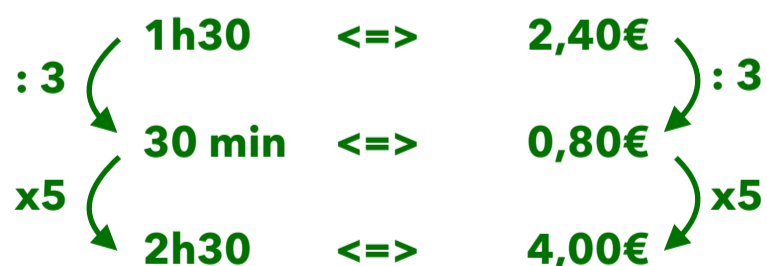 1h30 <=> 2,40€
: 3 : 3
30 min <=> 0,80€
x5 x5
2h30 <=> 4,00€